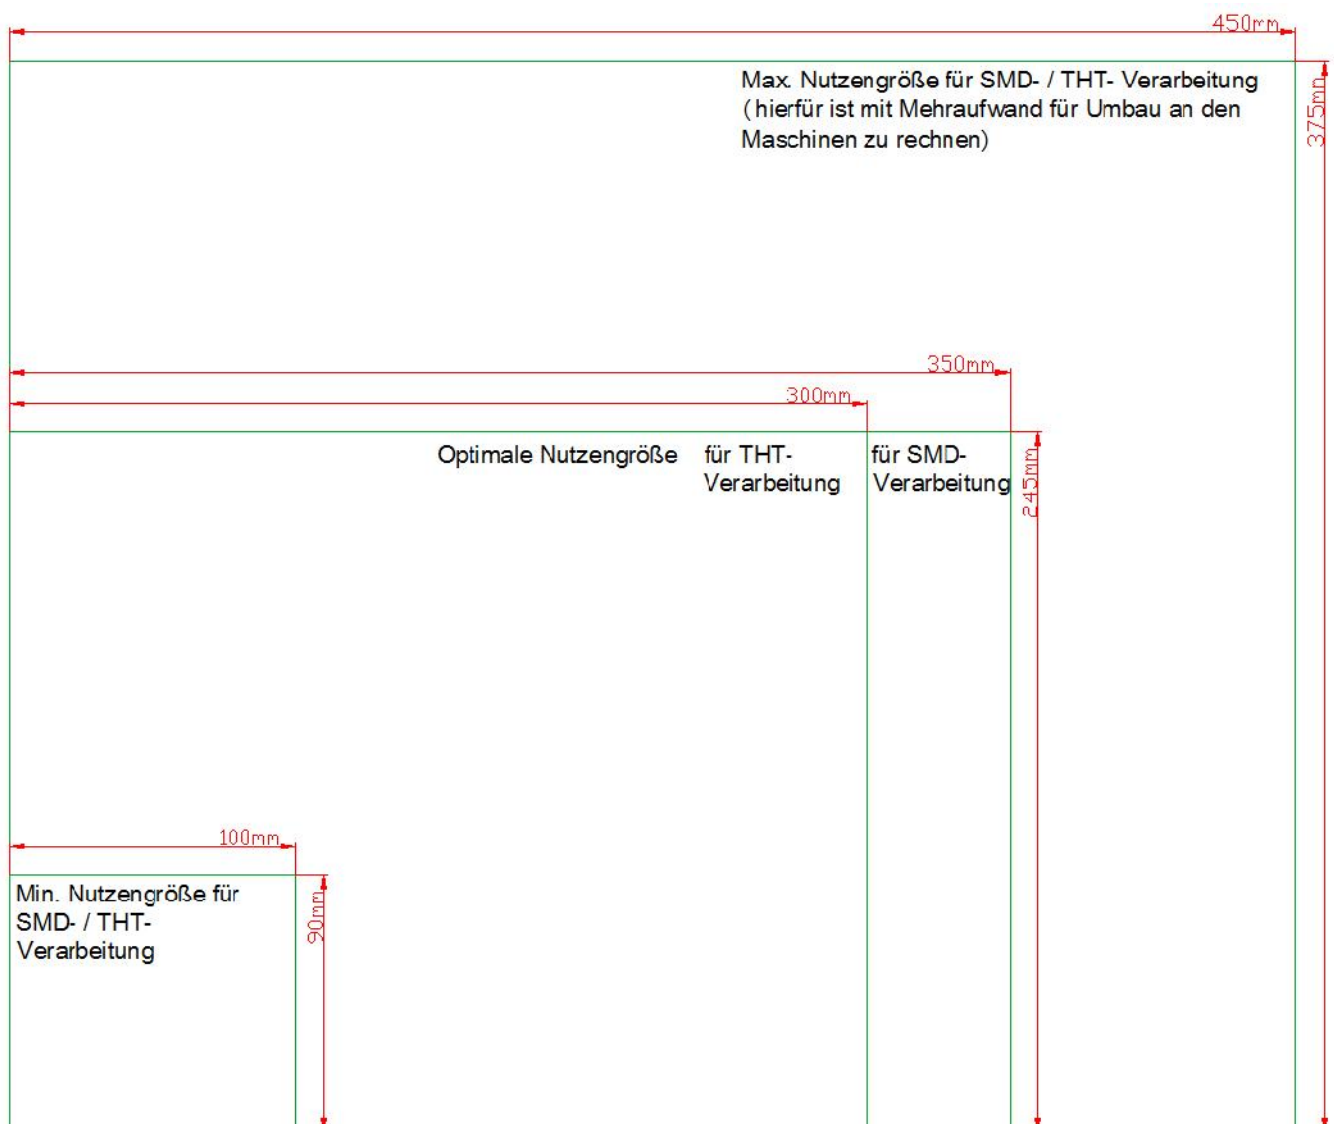 450mm
Max. Nutzengröße für SMD- / THT- Verarbeitung
(hierfür ist mit Mehraufwand für Umbau an den
Maschinen zu rechnen)
375mm
350mm
300mm
Optimale Nutzengröße für THT- für SMD-
Verarbeitung Verarbeitung
245mm
100mm
Min. Nutzengröße für
SMD- / THT-
Verarbeitung
90mm